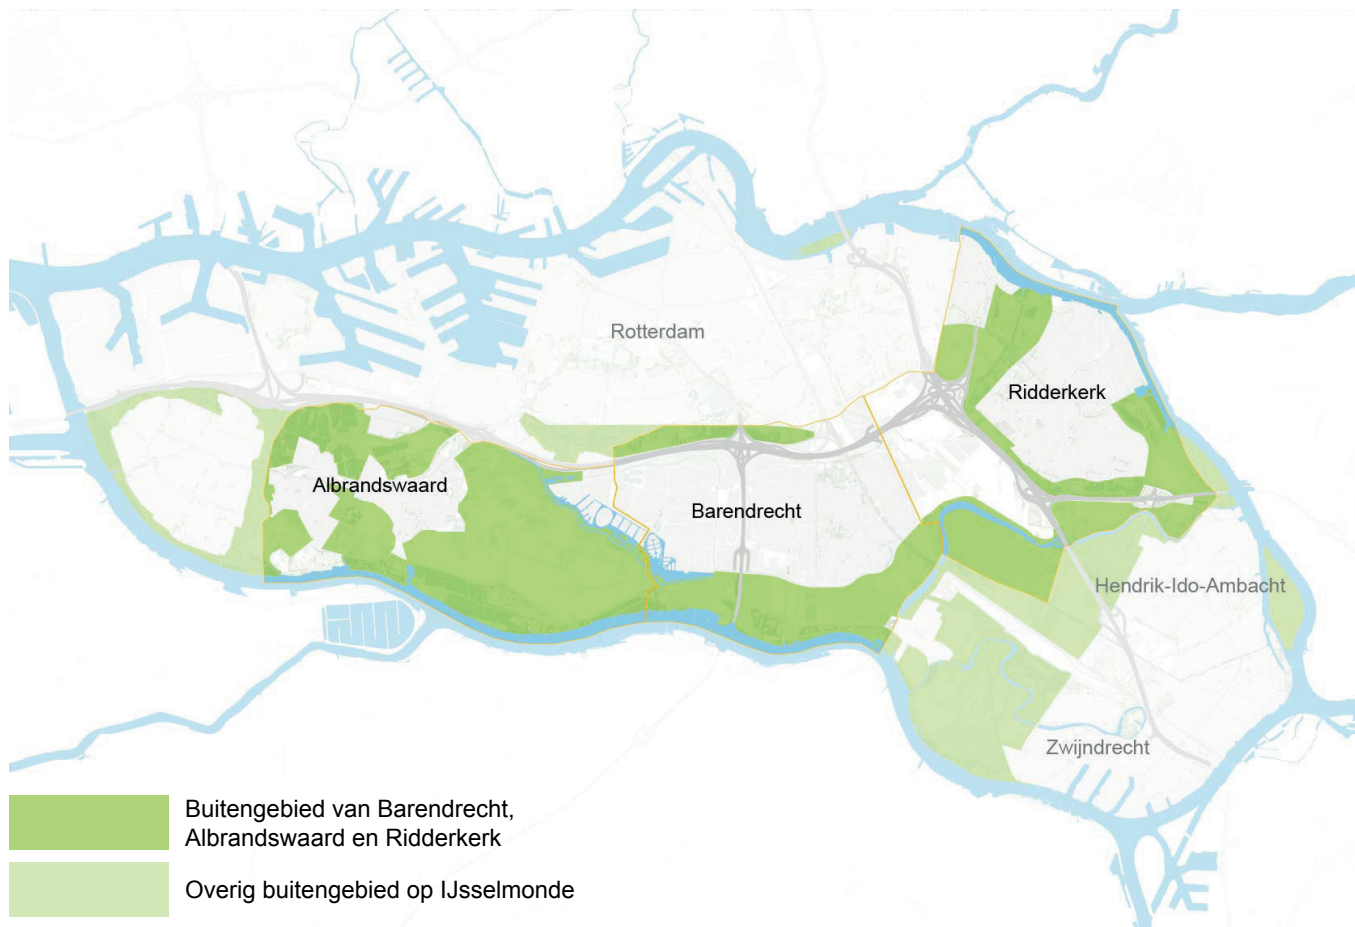 Rotterdam
Ridderkerk
Albrandswaard
Barendrecht
Hendrik-Ido-Ambacht
Zwijndrecht
Buitengebied van Barendrecht,
Albrandswaard en Ridderkerk
Overig buitengebied op IJsselmonde